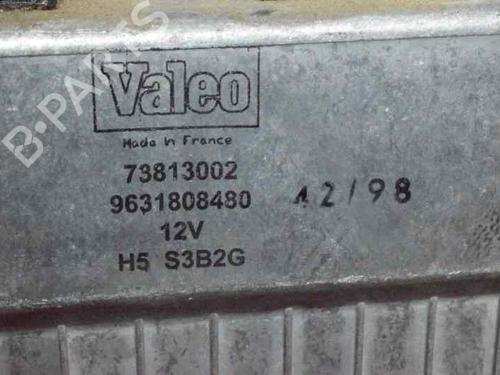 B-PARTS
Valeo
Made in France
73813002
9631808480
12V
H5 S3B2G
42/98